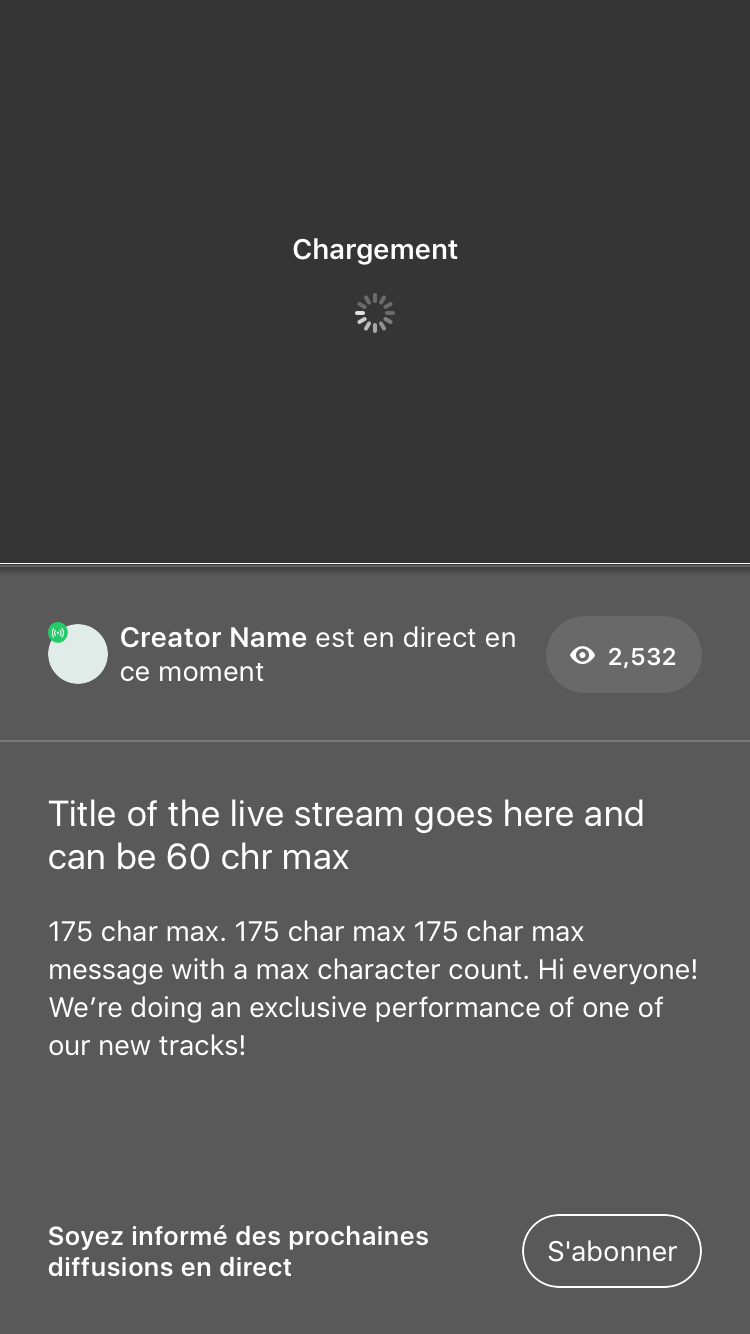 Chargement
Creator Name est en direct en
ce moment
2,532
Title of the live stream goes here and
can be 60 chr max
175 char max. 175 char max 175 char max
message with a max character count. Hi everyone!
We’re doing an exclusive performance of one of
our new tracks!
Soyez informé des prochaines
diffusions en direct
S'abonner